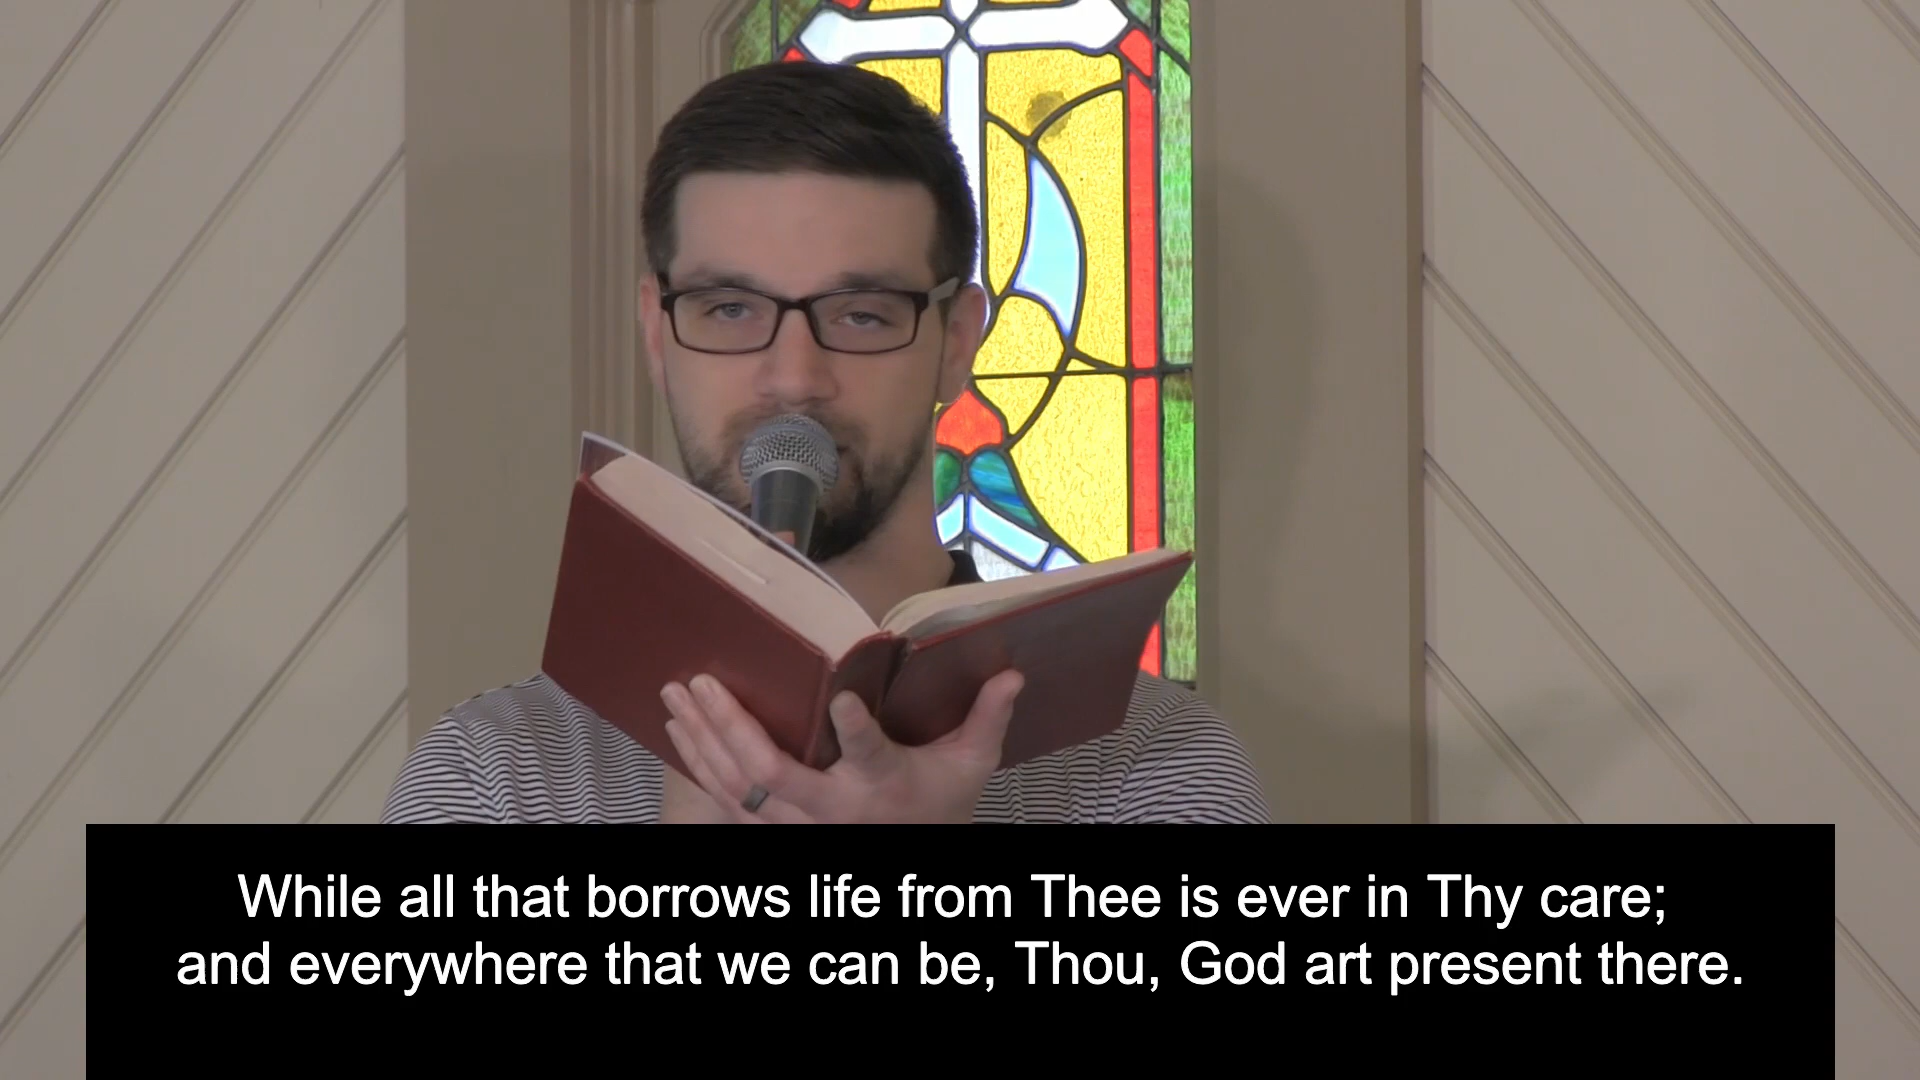 While all that borrows life from Thee is ever in Thy care;
and everywhere that we can be, Thou, God art present there.